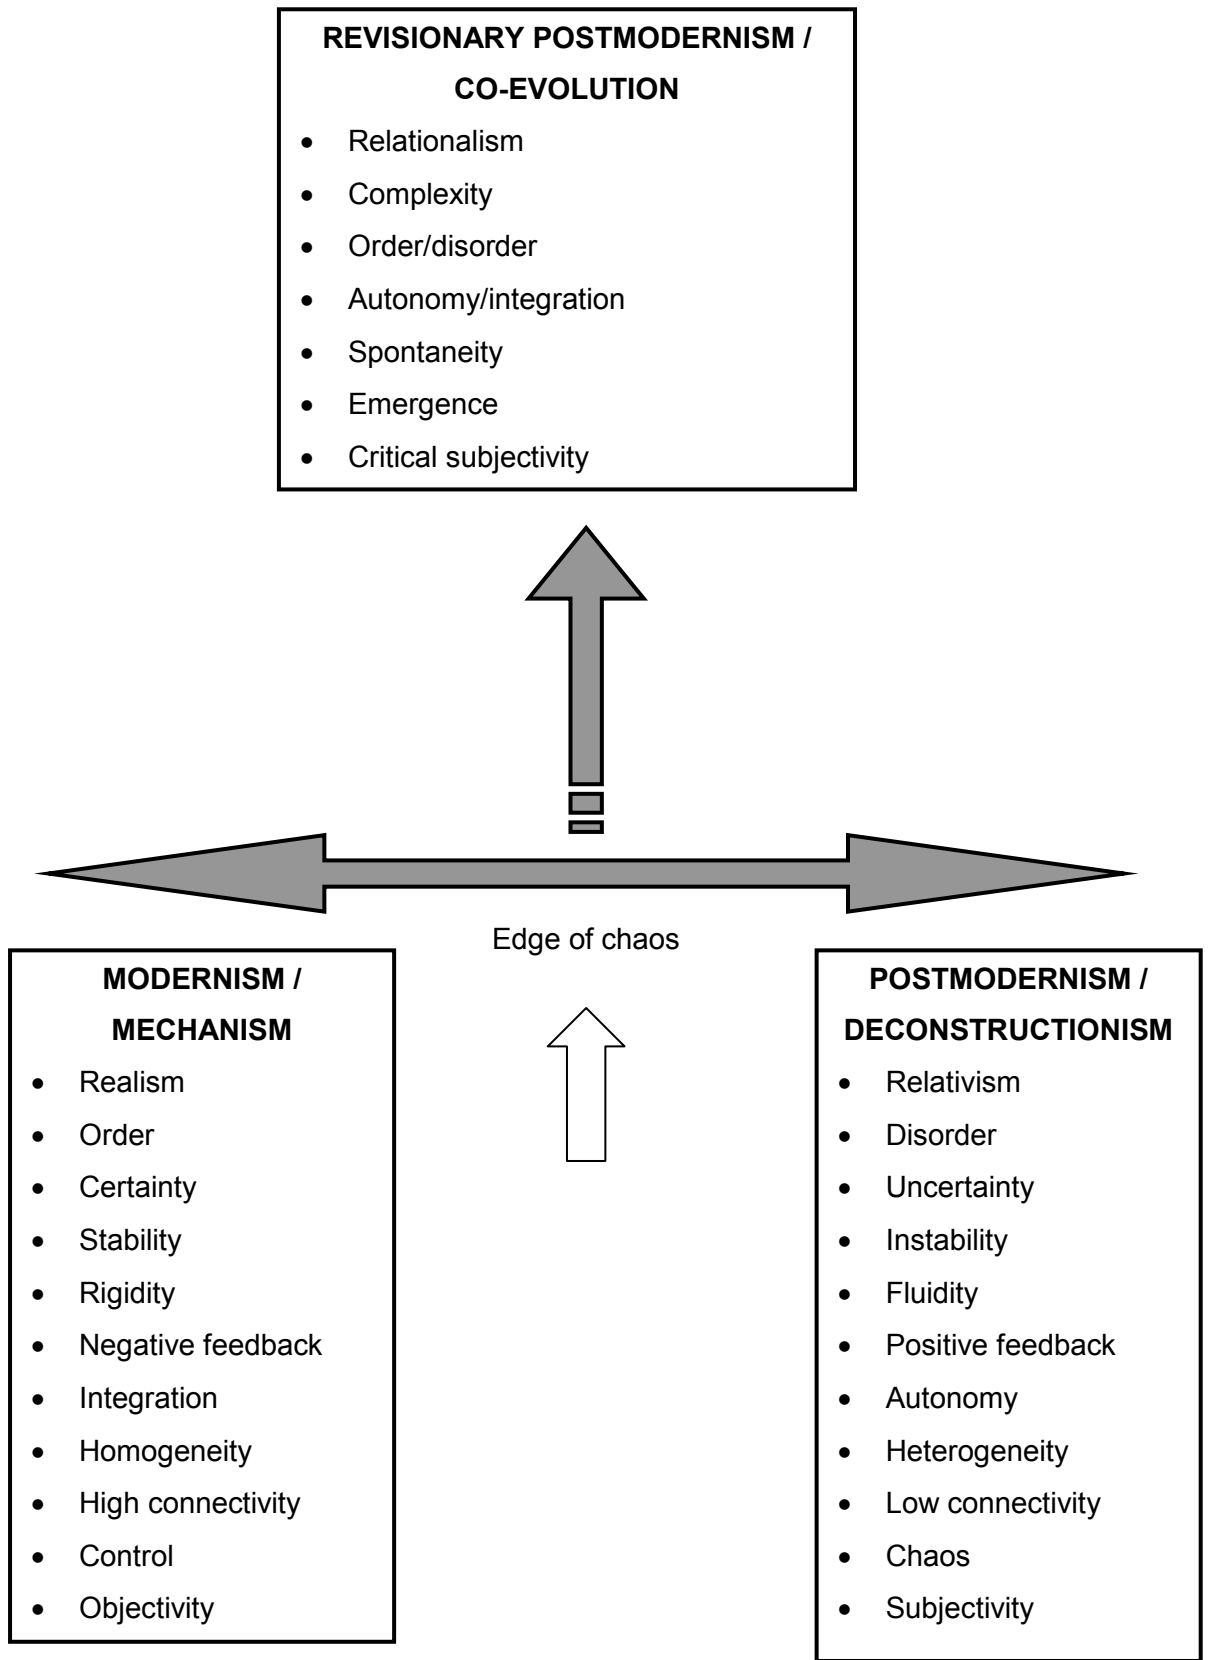 REVISIONARY POSTMODERNISM /
CO-EVOLUTION
• Relationalism
• Complexity
• Order/disorder
• Autonomy/integration
• Spontaneity
• Emergence
• Critical subjectivity
Edge of chaos
MODERNISM /
MECHANISM
• Realism
• Order
• Certainty
• Stability
• Rigidity
• Negative feedback
• Integration
• Homogeneity
• High connectivity
• Control
• Objectivity
POSTMODERNISM /
DECONSTRUCTIONISM
• Relativism
• Disorder
• Uncertainty
• Instability
• Fluidity
• Positive feedback
• Autonomy
• Heterogeneity
• Low connectivity
• Chaos
• Subjectivity